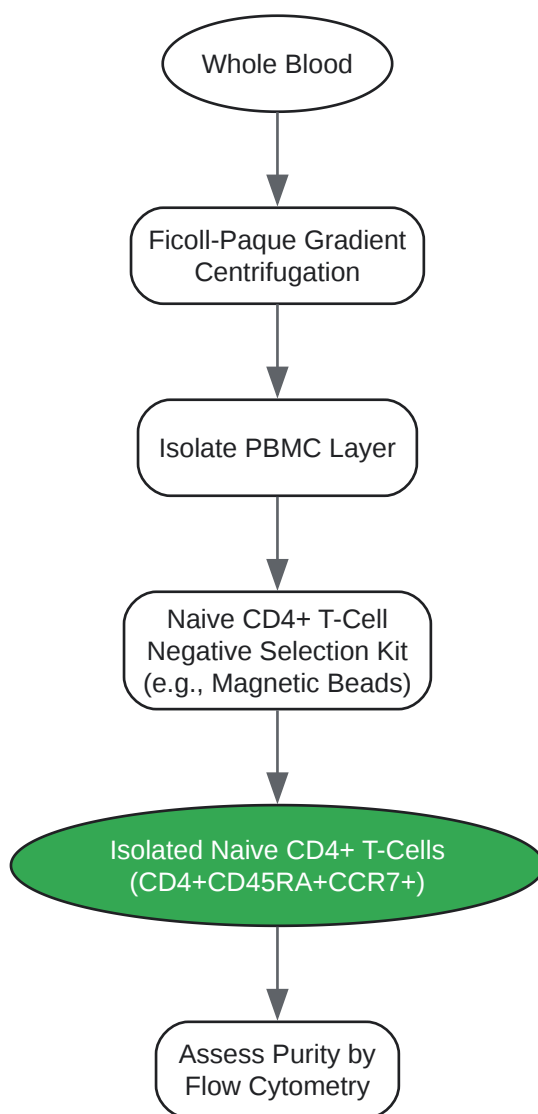 Whole Blood
Ficoll-Paque Gradient
Centrifugation
Isolate PBMC Layer
Naive CD4+ T-Cell
Negative Selection Kit
(e.g., Magnetic Beads)
Isolated Naive CD4+ T-Cells
(CD4+CD45RA+CCR7+)
Assess Purity by
Flow Cytometry